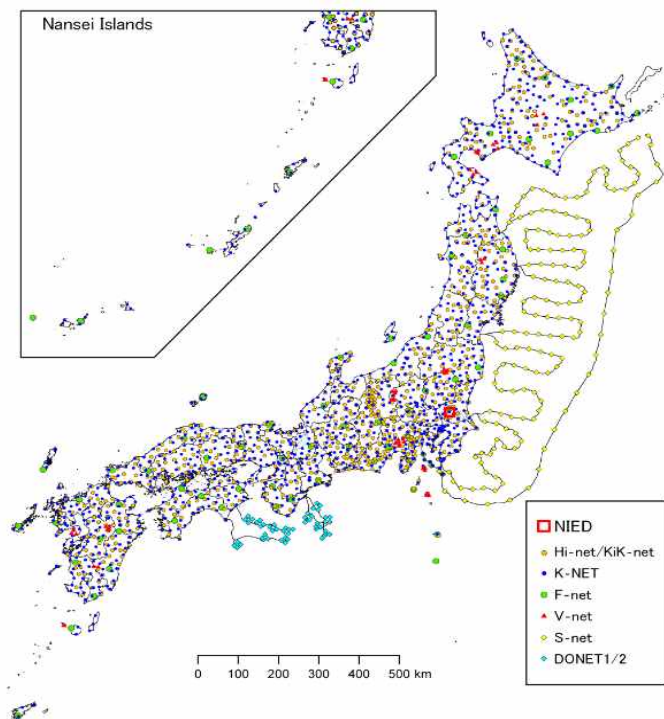 Nansei Islands
NIED
Hi-net/KiK-net
K-NET
F-net
V-net
S-net
DONET1/2
0 100 200 300 400 500 km